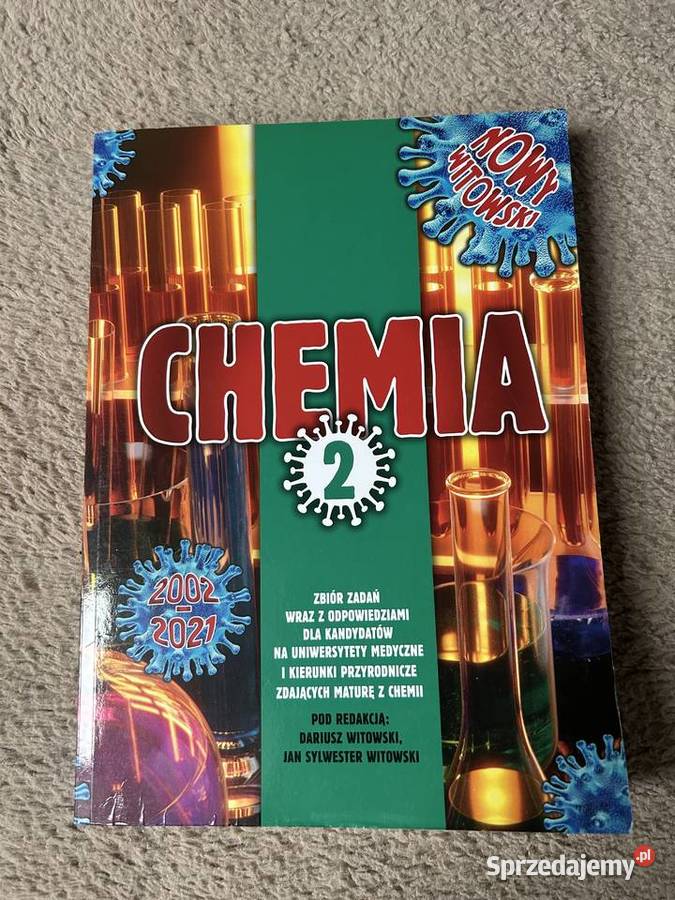 NOWY
WITOWSKI
CHEMIA
2
2002-
2021
ZBIÓR ZADAŃ
WRAZ Z ODPOWIEDZIAMI
DLA KANDYDATÓW
NA UNIWERSYTETY MEDYCZNE
I KIERUNKI PRZYRODNICZE
ZDAJĄCYCH MATURĘ Z CHEMII
POD REDAKCJĄ:
DARIUSZ WITOWSKI,
JAN SYLWESTER WITOWSKI
Sprzedajemy.pl